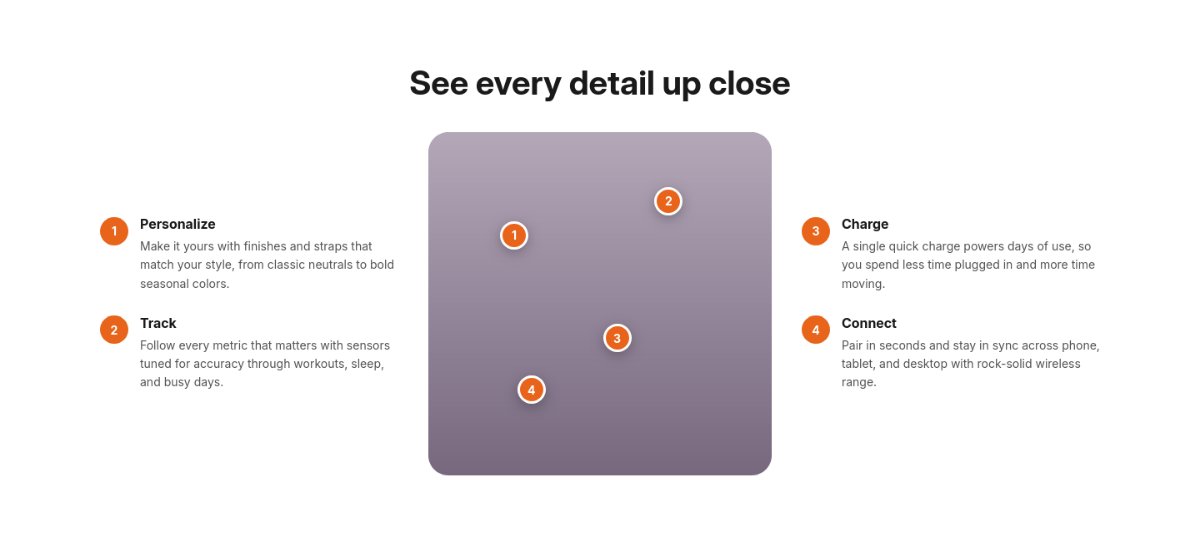 See every detail up close
1
Personalize
Make it yours with finishes and straps that
match your style, from classic neutrals to bold
seasonal colors.
2
Track
Follow every metric that matters with sensors
tuned for accuracy through workouts, sleep,
and busy days.
1
2
3
4
3
Charge
A single quick charge powers days of use, so
you spend less time plugged in and more time
moving.
4
Connect
Pair in seconds and stay in sync across phone,
tablet, and desktop with rock-solid wireless
range.